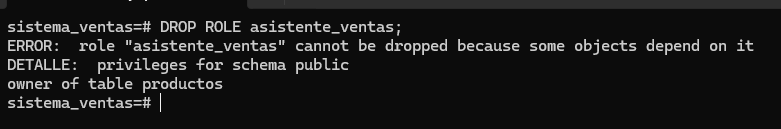 sistema_ventas=# DROP ROLE asistente_ventas;
ERROR:  role "asistente_ventas" cannot be dropped because some objects depend on it
DETALLE:  privileges for schema public
owner of table productos
sistema_ventas=#